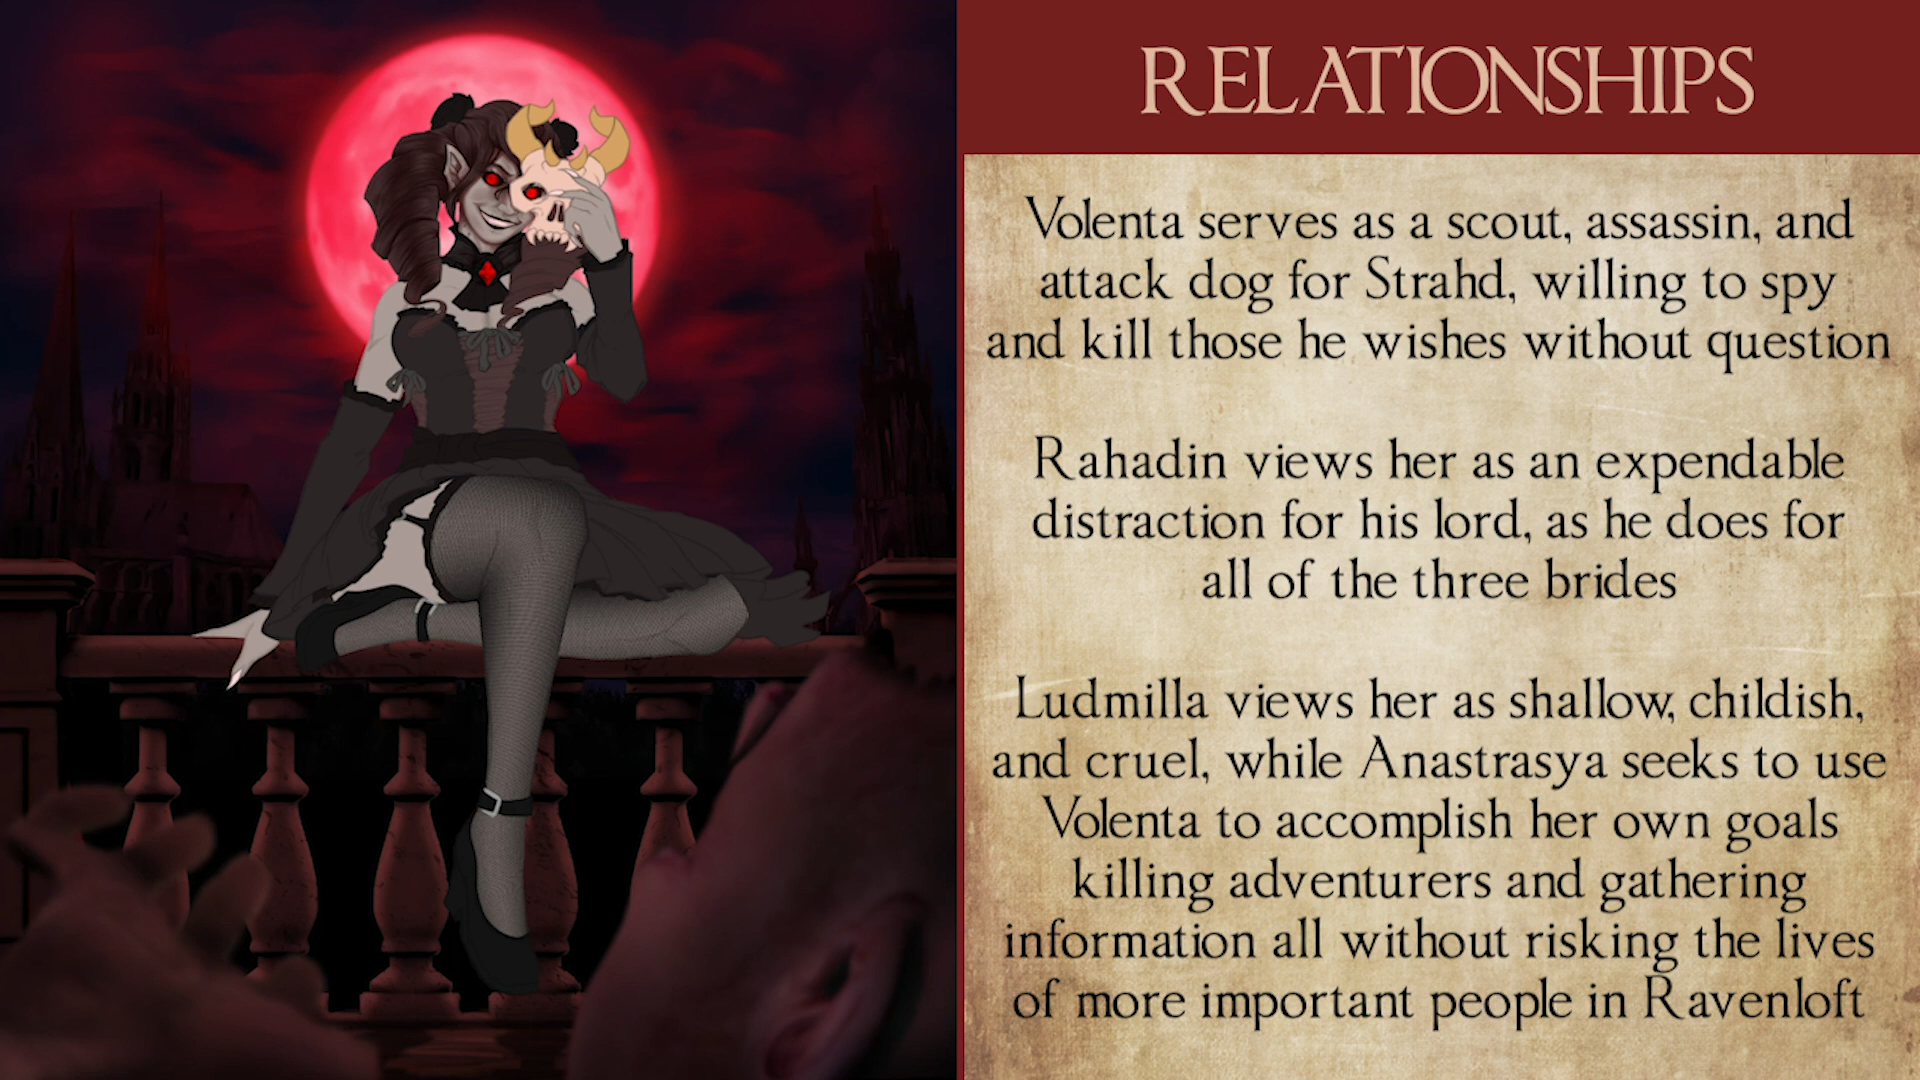 RELATIONSHIPS
Volenta serves as a scout, assassin, and
attack dog for Strahd, willing to spy
and kill those he wishes without question
Rahadin views her as an expendable
distraction for his lord, as he does for
all of the three brides
Ludmilla views her as shallow, childish,
and cruel, while Anastrasya seeks to use
Volenta to accomplish her own goals
killing adventurers and gathering
information all without risking the lives
of more important people in Ravenloft